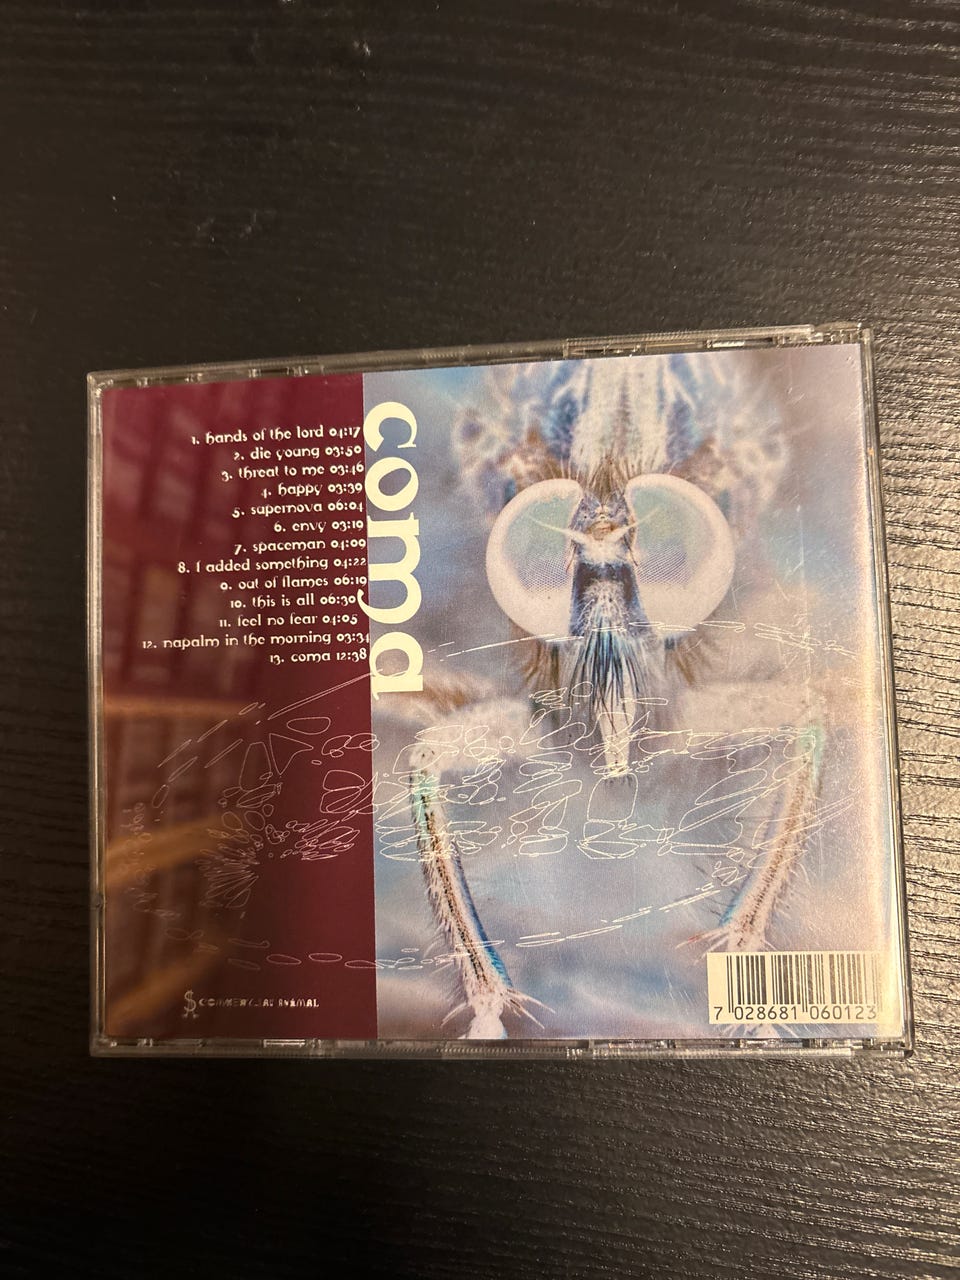 1. hands of the lord 04:17
2. die young 03:50
3. threat to me 03:46
4. happy 03:39
5. supernova 06:04
6. envy 03:19
7. spaceman 04:09
8. I added something 04:22
9. out of flames 06:19
10. this is all 06:30
11. feel no fear 04:05
12. napalm in the morning 03:34
13. coma 12:38
coma
COMMERCIAL ANIMAL
7 028681 060123